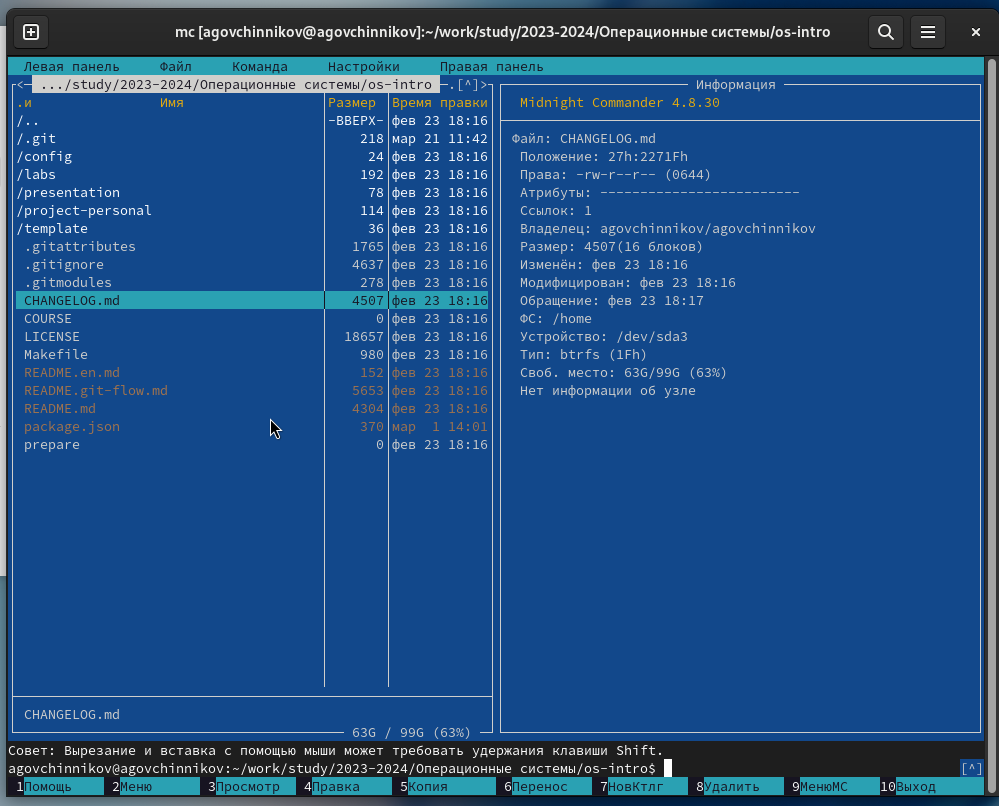 mc [agovchinnikov@agovchinnikov]:~/work/study/2023-2024/Операционные системы/os-intro
Левая панель Файл Команда Настройки Правая панель
<─ .../study/2023-2024/Операционные системы/os-intro ─.[^]>
.и Имя Размер Время правки
/.. -ВВЕРХ- фев 23 18:16
/.git 218 мар 21 11:42
/config 24 фев 23 18:16
/labs 192 фев 23 18:16
/presentation 78 фев 23 18:16
/project-personal 114 фев 23 18:16
/template 36 фев 23 18:16
.gitattributes 1765 фев 23 18:16
.gitignore 4637 фев 23 18:16
.gitmodules 278 фев 23 18:16
CHANGELOG.md 4507 фев 23 18:16
COURSE 0 фев 23 18:16
LICENSE 18657 фев 23 18:16
Makefile 980 фев 23 18:16
README.en.md 152 фев 23 18:16
README.git-flow.md 5653 фев 23 18:16
README.md 4304 фев 23 18:16
package.json 370 мар 1 14:01
prepare 0 фев 23 18:16
CHANGELOG.md
63G / 99G (63%)
Информация
Midnight Commander 4.8.30
Файл: CHANGELOG.md
Положение: 27h:2271Fh
Права: -rw-r--r-- (0644)
Атрибуты: -------------------------
Ссылок: 1
Владелец: agovchinnikov/agovchinnikov
Размер: 4507(16 блоков)
Изменён: фев 23 18:16
Модифицирован: фев 23 18:16
Обращение: фев 23 18:17
ФС: /home
Устройство: /dev/sda3
Тип: btrfs (1Fh)
Своб. место: 63G/99G (63%)
Нет информации об узле
Совет: Вырезание и вставка с помощью мыши может требовать удержания клавиши Shift.
agovchinnikov@agovchinnikov:~/work/study/2023-2024/Операционные системы/os-intro$ [^]
1Помощь 2Меню 3Просмотр 4Правка 5Копия 6Перенос 7НовКтлг 8Удалить 9МенюМС 10Выход